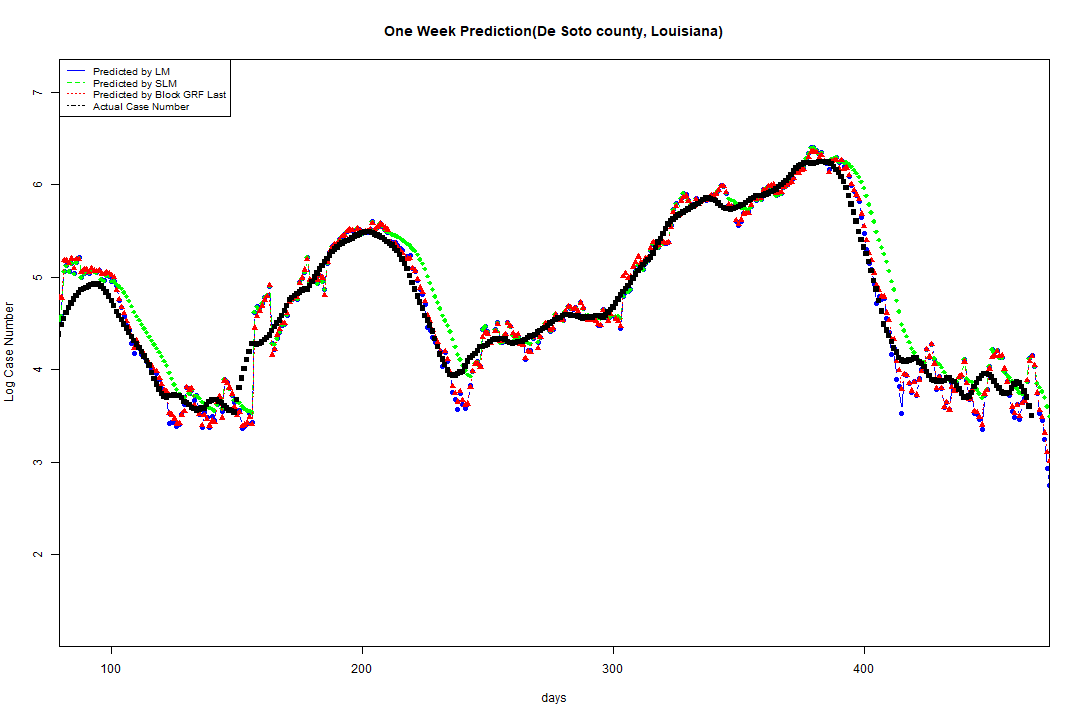 One Week Prediction(De Soto county, Louisiana)
Predicted by LM
Predicted by SLM
Predicted by Block GRF Last
Actual Case Number
7
6
5
4
3
2
Log Case Number
100 200 300 400
days